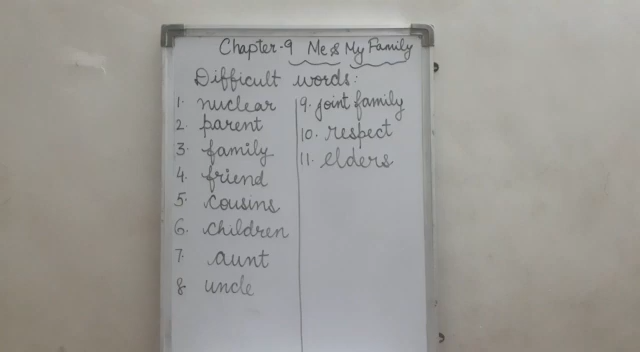 Chapter-9 Me & My Family
Difficult words:
1. nuclear
2. parent
3. family
4. friend
5. cousins
6. children
7. aunt
8. uncle
9. joint family
10. respect
11. elders